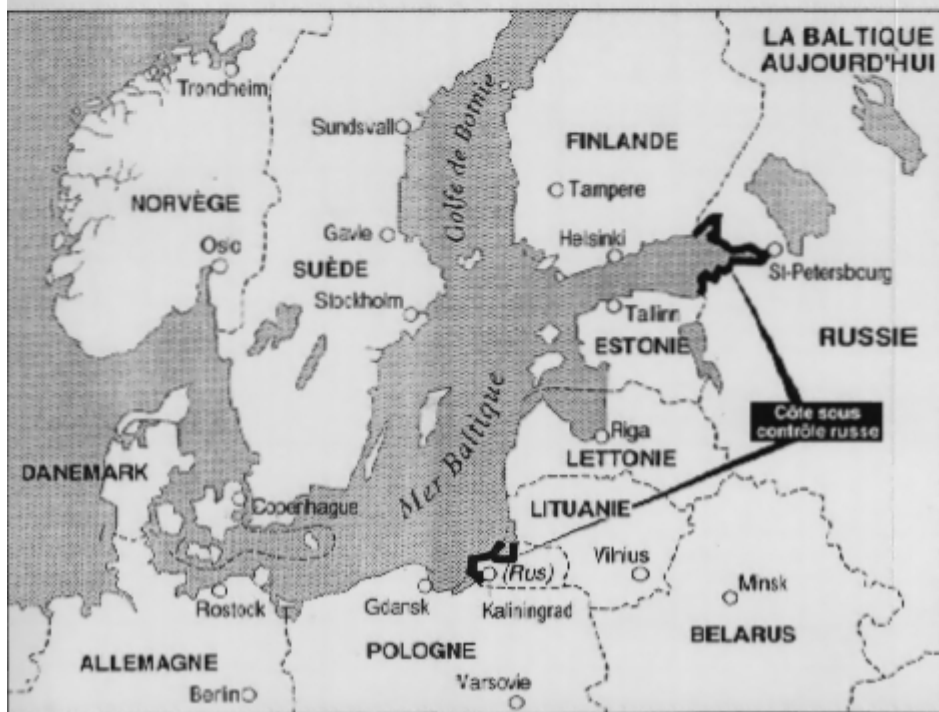 LA BALTIQUE
AUJOURD'HUI
Trondheim
Sundsvall
Golfe de Botnie
FINLANDE
Tampere
NORVÈGE
Oslo
Gavle
Helsinki
St-Petersbourg
SUÈDE
Stockholm
Tallinn
ESTONIE
RUSSIE
Mer Baltique
Côte sous
contrôle russe
Riga
LETTONIE
DANEMARK
Copenhague
LITUANIE
Vilnius
(Rus)
Kaliningrad
Minsk
Rostock
Gdansk
BELARUS
POLOGNE
ALLEMAGNE
Berlin
Varsovie